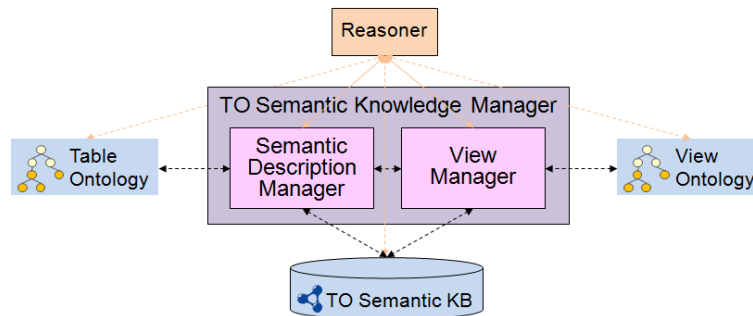 Reasoner
TO Semantic Knowledge Manager
Table
Ontology
Semantic
Description
Manager
View
Manager
View
Ontology
TO Semantic KB